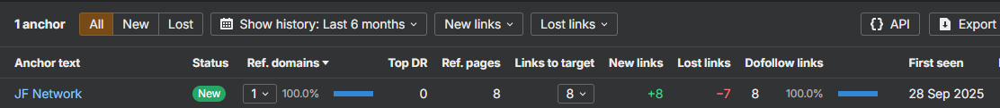 1 anchor All New Lost Show history: Last 6 months New links Lost links {} API Export
Anchor text Status Ref. domains Top DR Ref. pages Links to target New links Lost links Dofollow links First seen
JF Network New 1 100.0% 0 8 8 +8 −7 8 100.0% 28 Sep 2025